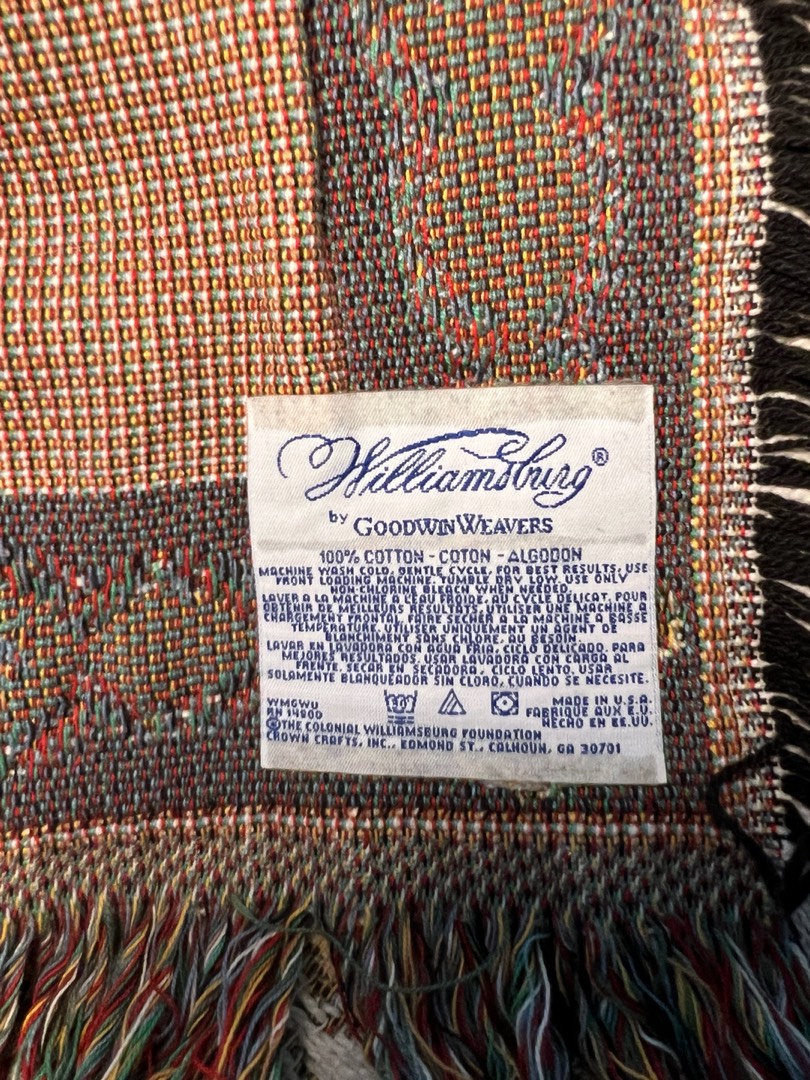 Williamsburg®
by GOODWIN WEAVERS
100% COTTON - COTON - ALGODON
MACHINE WASH COLD, GENTLE CYCLE, FOR BEST RESULTS, USE
FRONT LOADING MACHINE. TUMBLE DRY LOW. USE ONLY
NON-CHLORINE BLEACH WHEN NEEDED.
LAVER A LA MACHINE A L'EAU FROIDE, AU CYCLE DELICAT. POUR
OBTENIR DE MEILLEURS RESULTATS, UTILISER UNE MACHINE A
CHARGEMENT FRONTAL. FAIRE SECHER A LA MACHINE A BASSE
TEMPERATURE. UTILISER UNIQUEMENT UN AGENT DE
BLANCHIMENT SANS CLORE, AU BESOIN.
LAVAR EN LAVADORA CON AGUA FRIA, CICLO DELICADO. PARA
MEJORES RESULTADOS, USAR LAVADORA CON CARGA AL
FRENTE. SECAR EN SECADORA, CICLO LENTO. USAR
SOLAMENTE BLANQUEADOR SIN CLORO, CUANDO SE NECESITE.
WMGWU
RN 14900
MADE IN U.S.A.
FABRIQUE AUX E.U.
HECHO EN EE.UU.
©THE COLONIAL WILLIAMSBURG FOUNDATION
CROWN CRAFTS, INC., EDMOND ST., CALHOUN, GA 30701